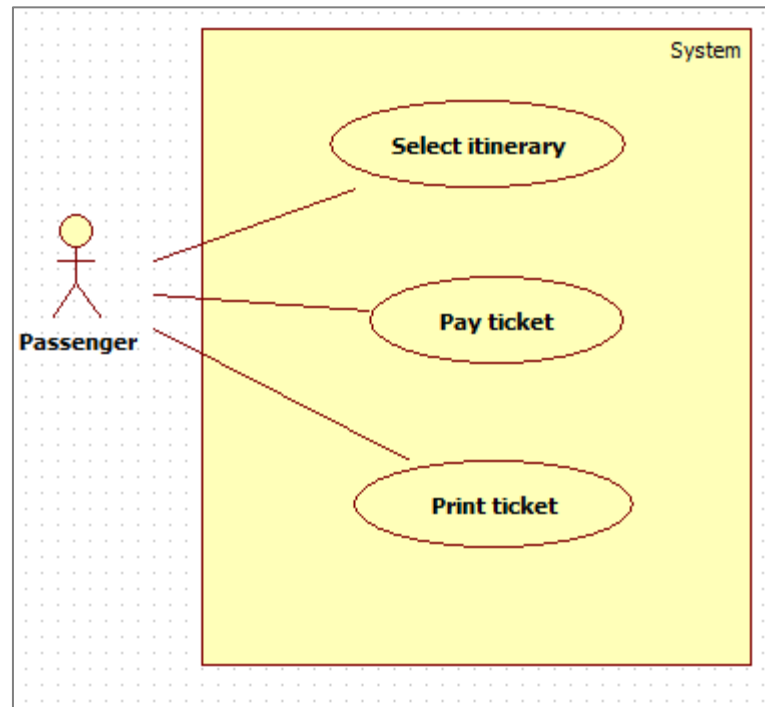 System
Select itinerary
Pay ticket
Passenger
Print ticket